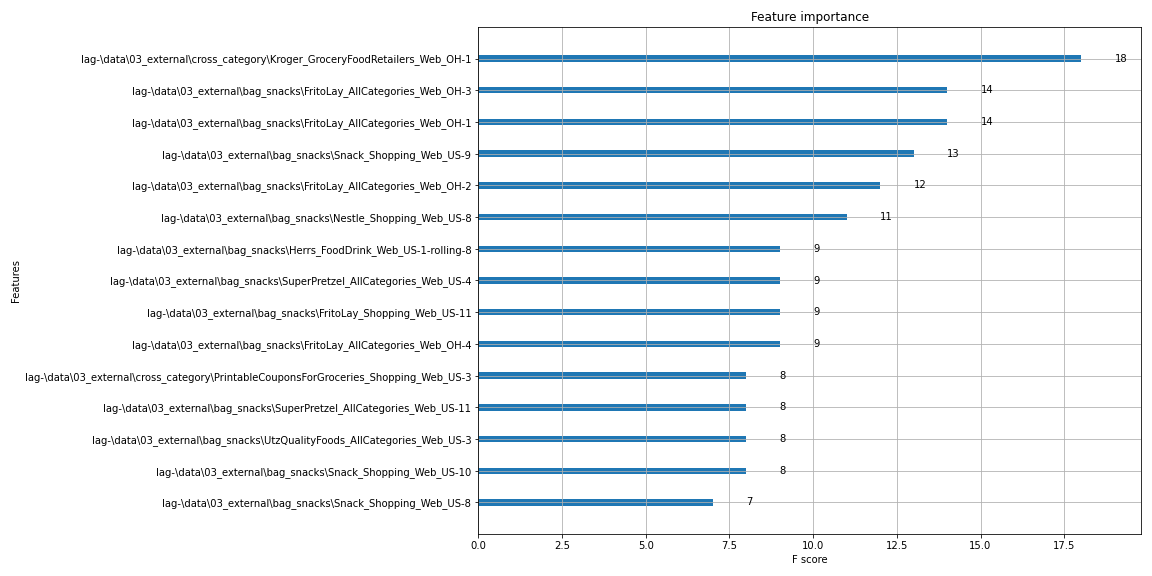 Feature importance
Features
lag-\data\03_external\cross_category\Kroger_GroceryFoodRetailers_Web_OH-1 18
lag-\data\03_external\bag_snacks\FritoLay_AllCategories_Web_OH-3 14
lag-\data\03_external\bag_snacks\FritoLay_AllCategories_Web_OH-1 14
lag-\data\03_external\bag_snacks\Snack_Shopping_Web_US-9 13
lag-\data\03_external\bag_snacks\FritoLay_AllCategories_Web_OH-2 12
lag-\data\03_external\bag_snacks\Nestle_Shopping_Web_US-8 11
lag-\data\03_external\bag_snacks\Herrs_FoodDrink_Web_US-1-rolling-8 9
lag-\data\03_external\bag_snacks\SuperPretzel_AllCategories_Web_US-4 9
lag-\data\03_external\bag_snacks\FritoLay_Shopping_Web_US-11 9
lag-\data\03_external\bag_snacks\FritoLay_AllCategories_Web_OH-4 9
lag-\data\03_external\cross_category\PrintableCouponsForGroceries_Shopping_Web_US-3 8
lag-\data\03_external\bag_snacks\SuperPretzel_AllCategories_Web_US-11 8
lag-\data\03_external\bag_snacks\UtzQualityFoods_AllCategories_Web_US-3 8
lag-\data\03_external\bag_snacks\Snack_Shopping_Web_US-10 8
lag-\data\03_external\bag_snacks\Snack_Shopping_Web_US-8 7
0.0 2.5 5.0 7.5 10.0 12.5 15.0 17.5
F score